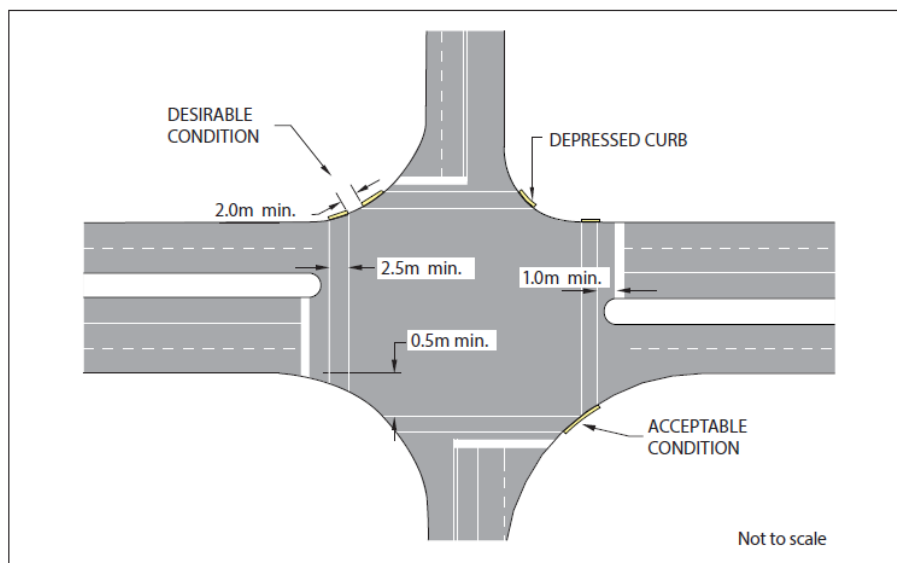 DESIRABLE
CONDITION
DEPRESSED CURB
2.0m min.
2.5m min.
1.0m min.
0.5m min.
ACCEPTABLE
CONDITION
Not to scale